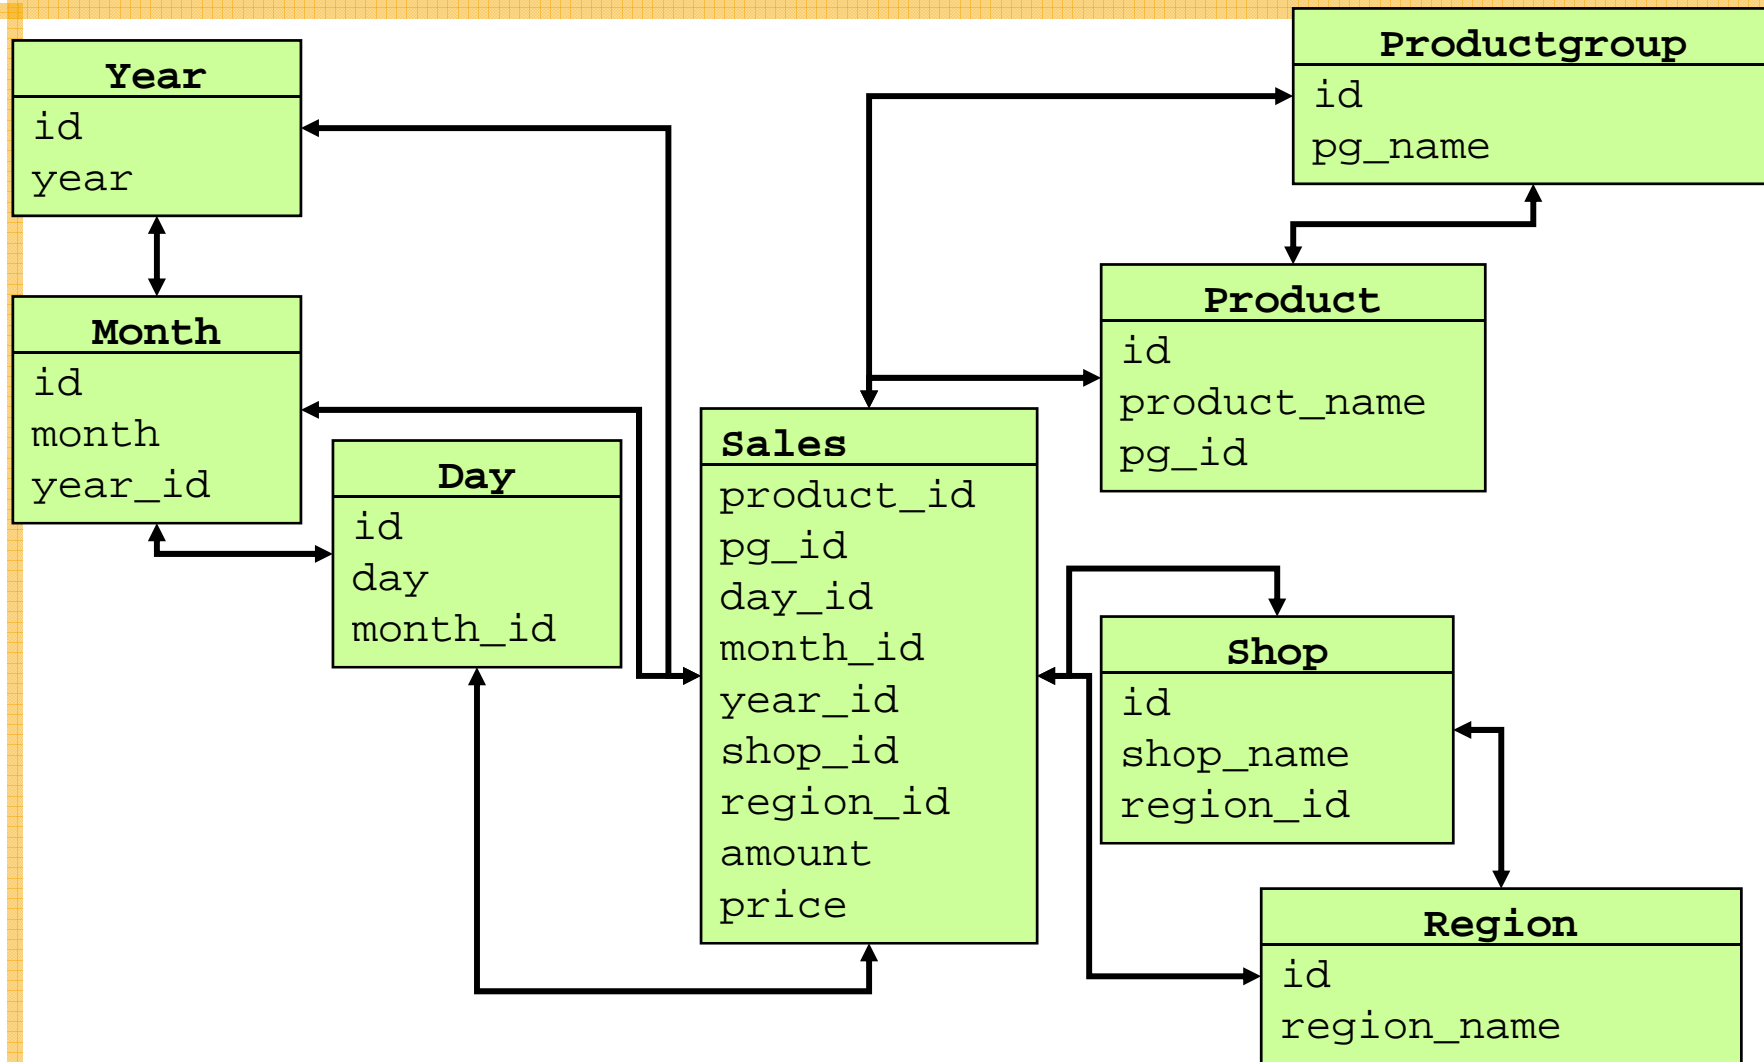 Year
id
year
Month
id
month
year_id
Day
id
day
month_id
Sales
product_id
pg_id
day_id
month_id
year_id
shop_id
region_id
amount
price
Productgroup
id
pg_name
Product
id
product_name
pg_id
Shop
id
shop_name
region_id
Region
id
region_name